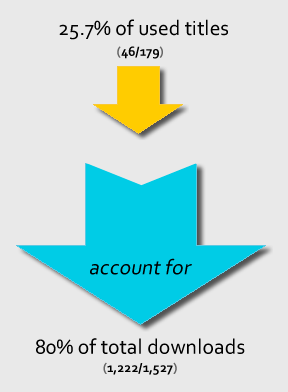 25.7% of used titles
(46/179)
account for
80% of total downloads
(1,222/1,527)